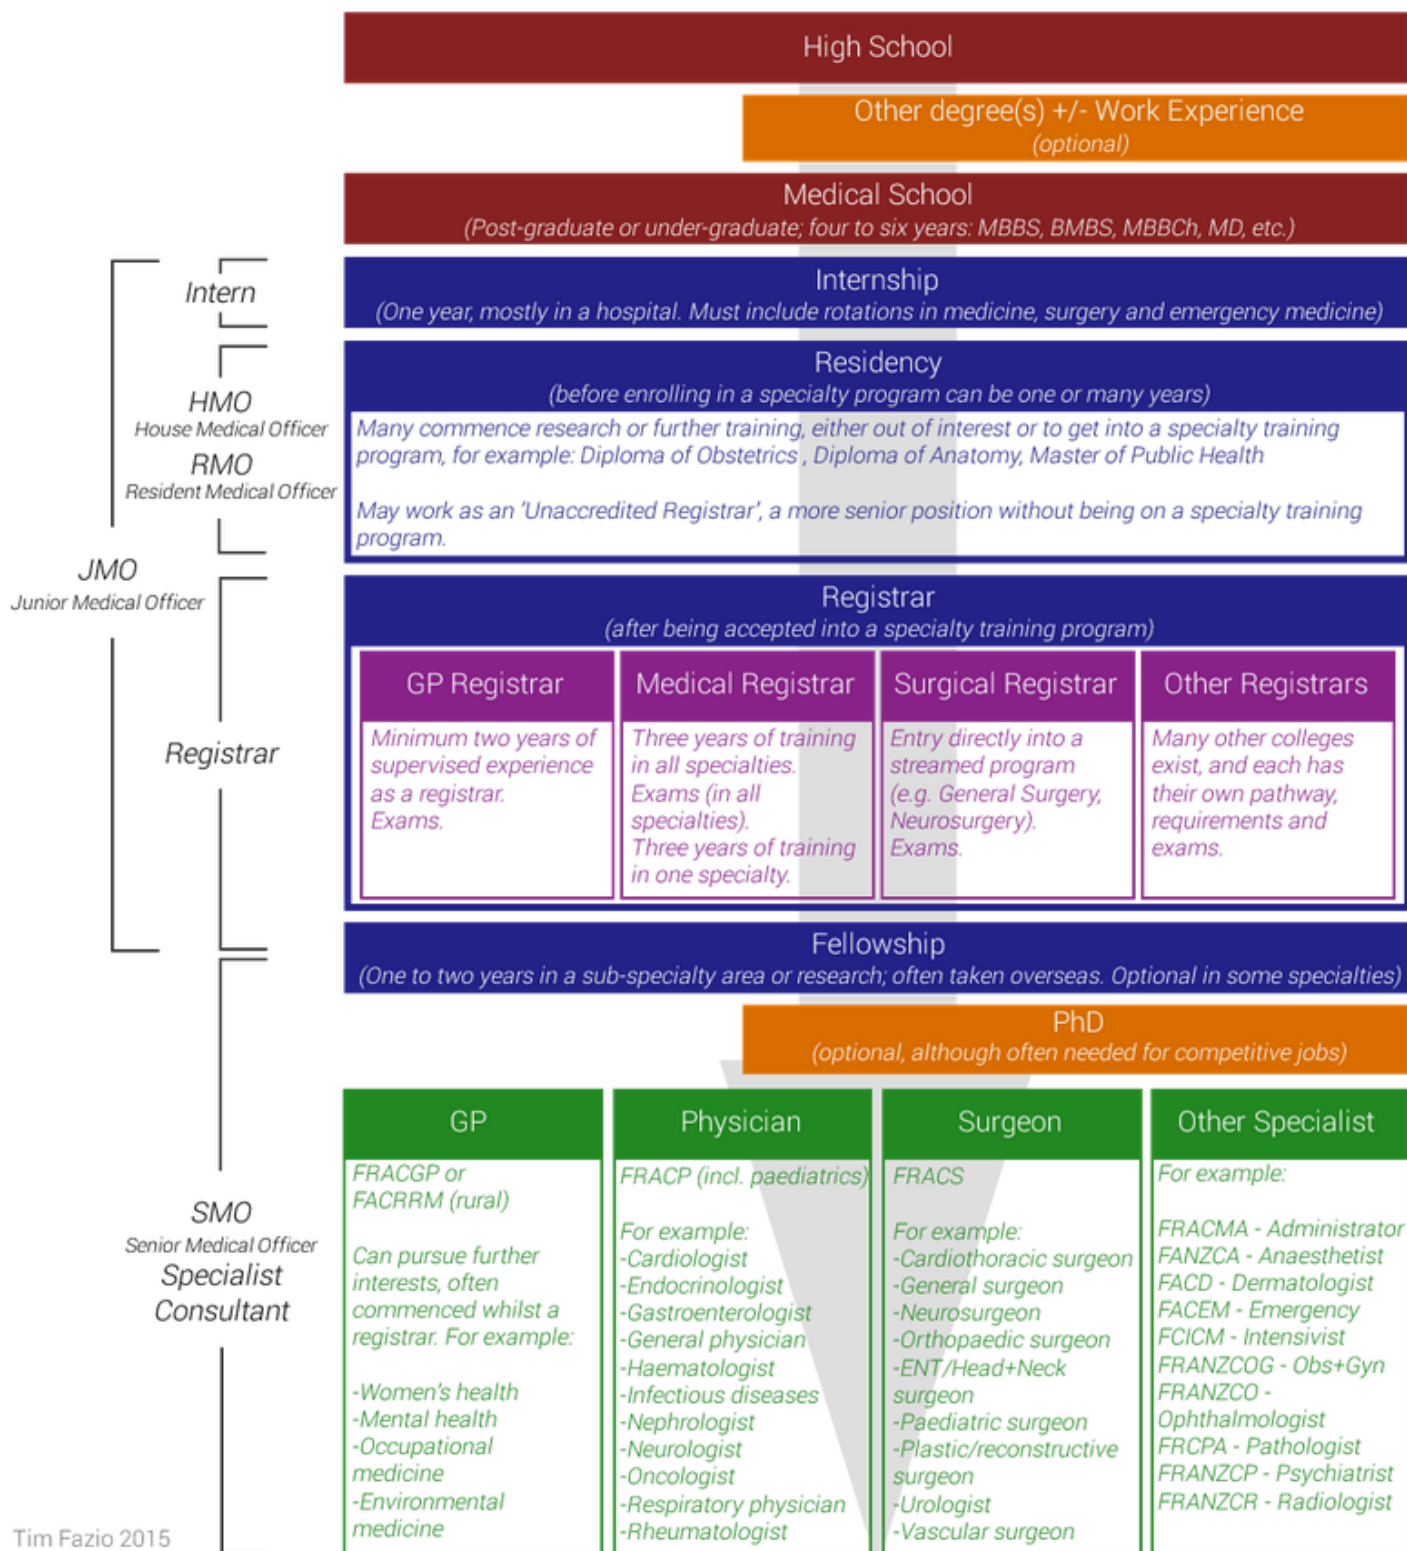 High School
Other degree(s) +/- Work Experience
(optional)
Medical School
(Post-graduate or under-graduate; four to six years: MBBS, BMBS, MBBCh, MD, etc.)
Intern
Internship
(One year, mostly in a hospital. Must include rotations in medicine, surgery and emergency medicine)
HMO
House Medical Officer
RMO
Resident Medical Officer
Residency
(before enrolling in a specialty program can be one or many years)
Many commence research or further training, either out of interest or to get into a specialty training
program, for example: Diploma of Obstetrics , Diploma of Anatomy, Master of Public Health
May work as an 'Unaccredited Registrar', a more senior position without being on a specialty training
program.
JMO
Junior Medical Officer
Registrar
Registrar
(after being accepted into a specialty training program)
GP Registrar
Minimum two years of
supervised experience
as a registrar.
Exams.
Medical Registrar
Three years of training
in all specialties.
Exams (in all
specialties).
Three years of training
in one specialty.
Surgical Registrar
Entry directly into a
streamed program
(e.g. General Surgery,
Neurosurgery).
Exams.
Other Registrars
Many other colleges
exist, and each has
their own pathway,
requirements and
exams.
Fellowship
(One to two years in a sub-specialty area or research; often taken overseas. Optional in some specialties)
PhD
(optional, although often needed for competitive jobs)
SMO
Senior Medical Officer
Specialist
Consultant
GP
FRACGP or
FACRRM (rural)
Can pursue further
interests, often
commenced whilst a
registrar. For example:
-Women's health
-Mental health
-Occupational
medicine
-Environmental
medicine
Physician
FRACP (incl. paediatrics)
For example:
-Cardiologist
-Endocrinologist
-Gastroenterologist
-General physician
-Haematologist
-Infectious diseases
-Nephrologist
-Neurologist
-Oncologist
-Respiratory physician
-Rheumatologist
Surgeon
FRACS
For example:
-Cardiothoracic surgeon
-General surgeon
-Neurosurgeon
-Orthopaedic surgeon
-ENT/Head+Neck
surgeon
-Paediatric surgeon
-Plastic/reconstructive
surgeon
-Urologist
-Vascular surgeon
Other Specialist
For example:
FRACMA - Administrator
FANZCA - Anaesthetist
FACD - Dermatologist
FACEM - Emergency
FCICM - Intensivist
FRANZCOG - Obs+Gyn
FRANZCO -
Ophthalmologist
FRCPA - Pathologist
FRANZCP - Psychiatrist
FRANZCR - Radiologist
Tim Fazio 2015